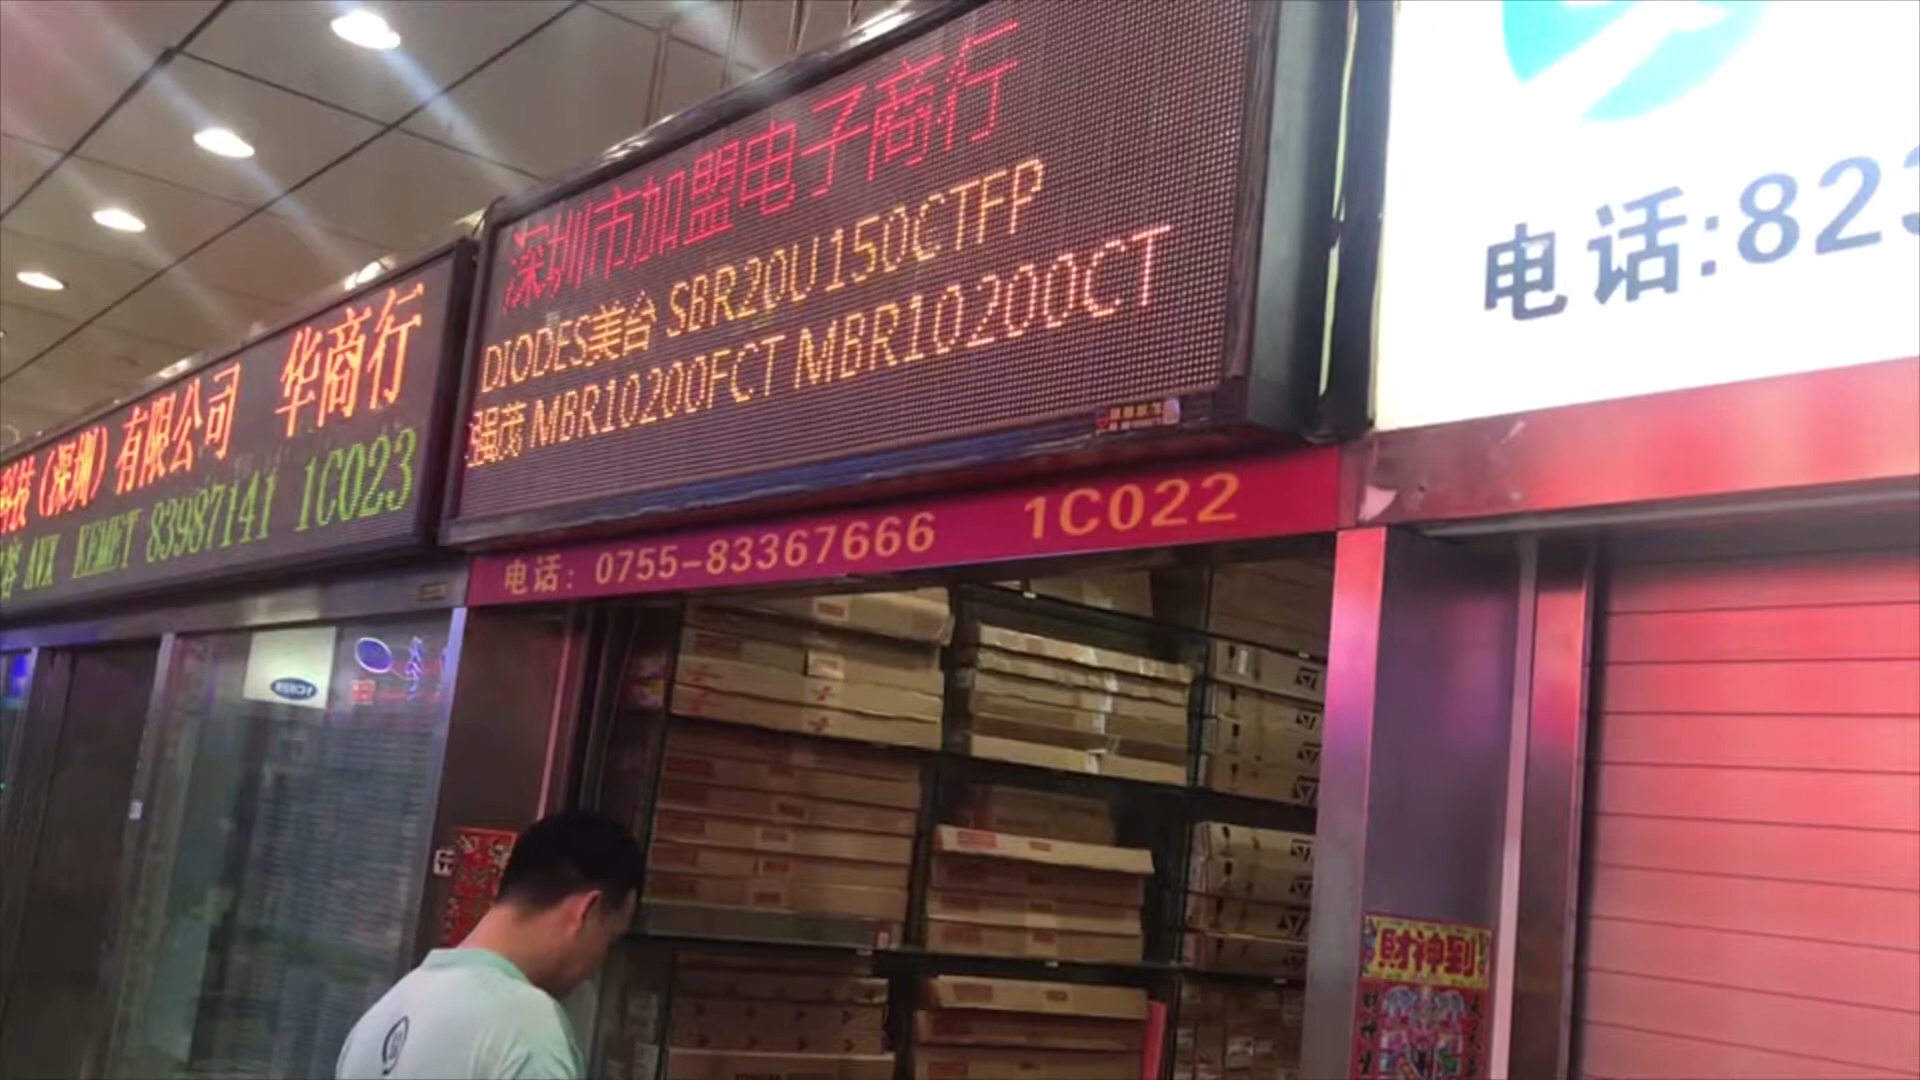 科技（深圳）有限公司 华商行
容 AVX KEMET 83987141 1C023
深圳市加盟电子商行
DIODES美台 SBR20U150CTFP
强茂 MBR10200FCT MBR10200CT
电话：0755-83367666 1C022
电话:823
財神到